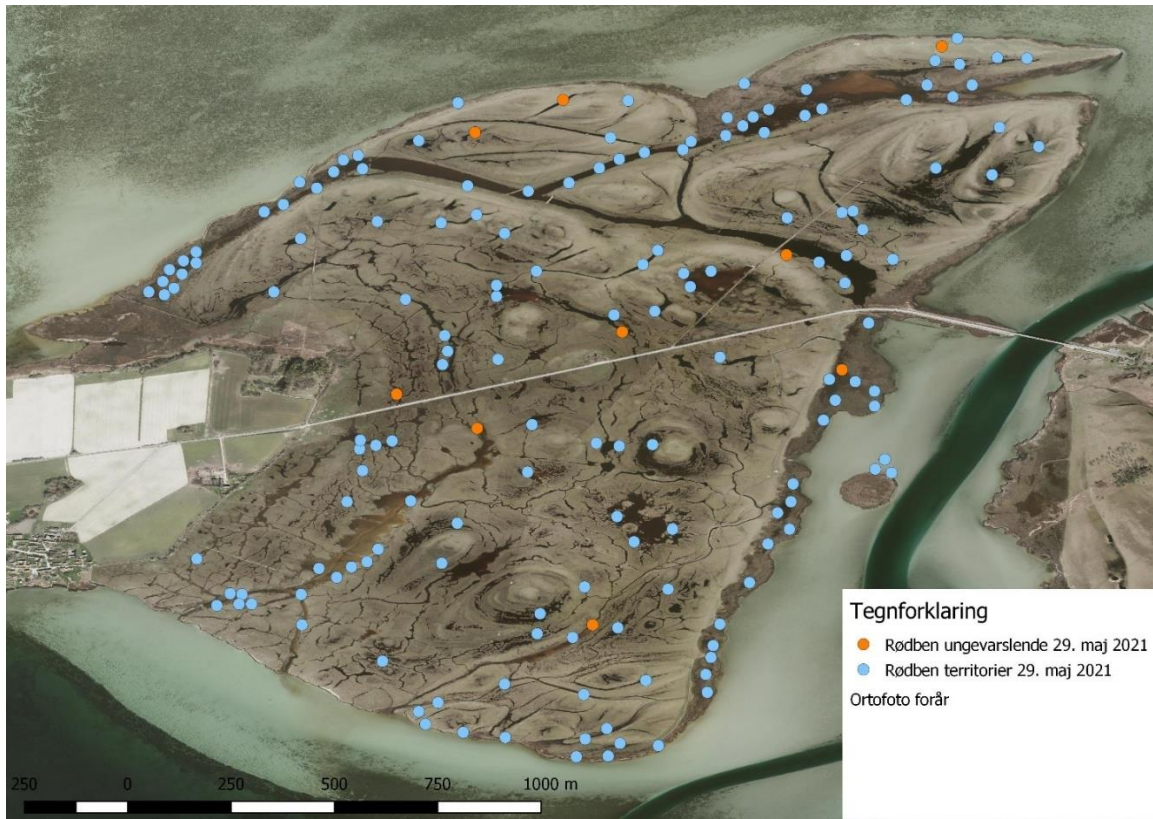 Tegnforklaring
Rødben ungevarslende 29. maj 2021
Rødben territorier 29. maj 2021
Ortofoto forår
250 0 250 500 750 1000 m